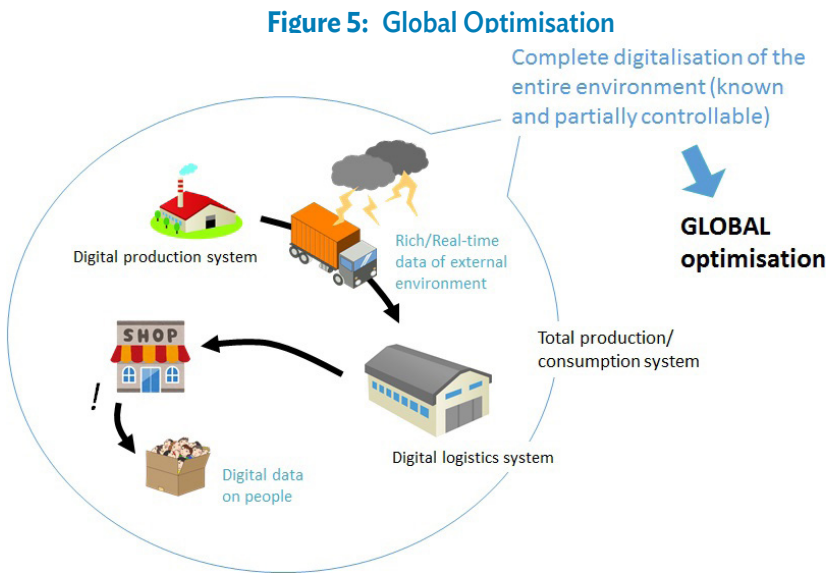 Figure 5: Global Optimisation
Complete digitalisation of the
entire environment (known
and partially controllable)
GLOBAL
optimisation
Digital production system
Rich/Real-time
data of external
environment
SHOP
Total production/
consumption system
!
Digital logistics system
Digital data
on people